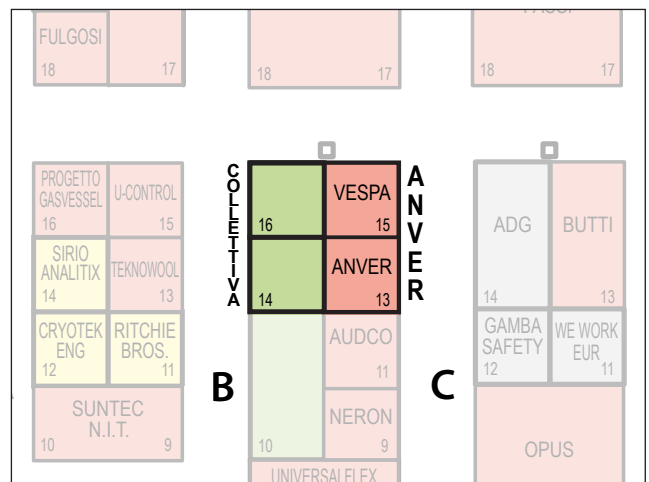 FULGOSI
18
17
18
17
18
17
COLLETTIVA
ANVER
PROGETTO
GASVESSEL
16
U-CONTROL
15
16
VESPA
15
ADG
14
BUTTI
13
SIRIO
ANALITIX
14
TEKNOWOOL
13
14
ANVER
13
CRYOTEK
ENG
12
RITCHIE
BROS.
11
B
AUDCO
11
C
GAMBA
SAFETY
12
WE WORK
EUR
11
SUNTEC
N.I.T.
10
9
10
NERON
9
OPUS
UNIVERSALFLEX